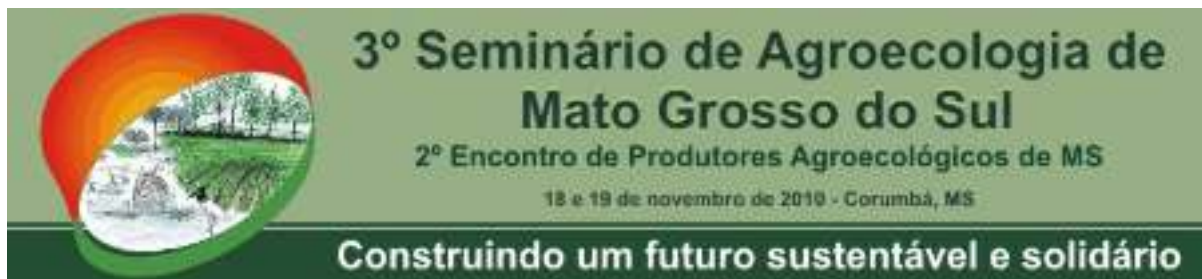 3º Seminário de Agroecologia de
Mato Grosso do Sul
2º Encontro de Produtores Agroecológicos de MS
18 e 19 de novembro de 2010 - Corumbá, MS
Construindo um futuro sustentável e solidário